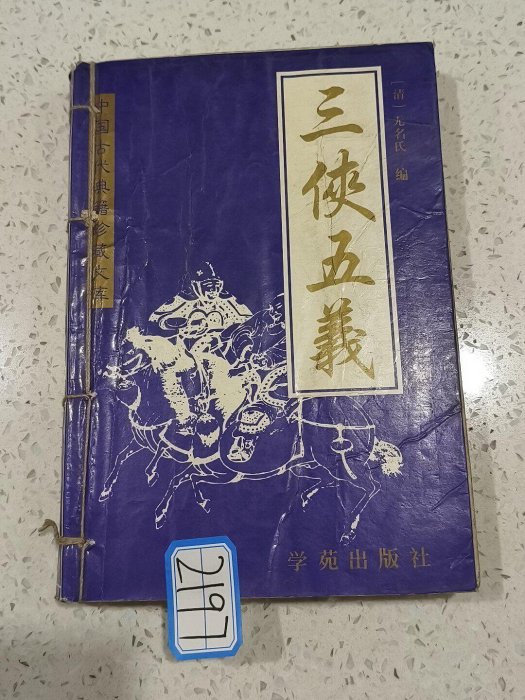 三俠五義
(清)无名氏 编
中国古代典籍珍藏文库
学苑出版社
2197